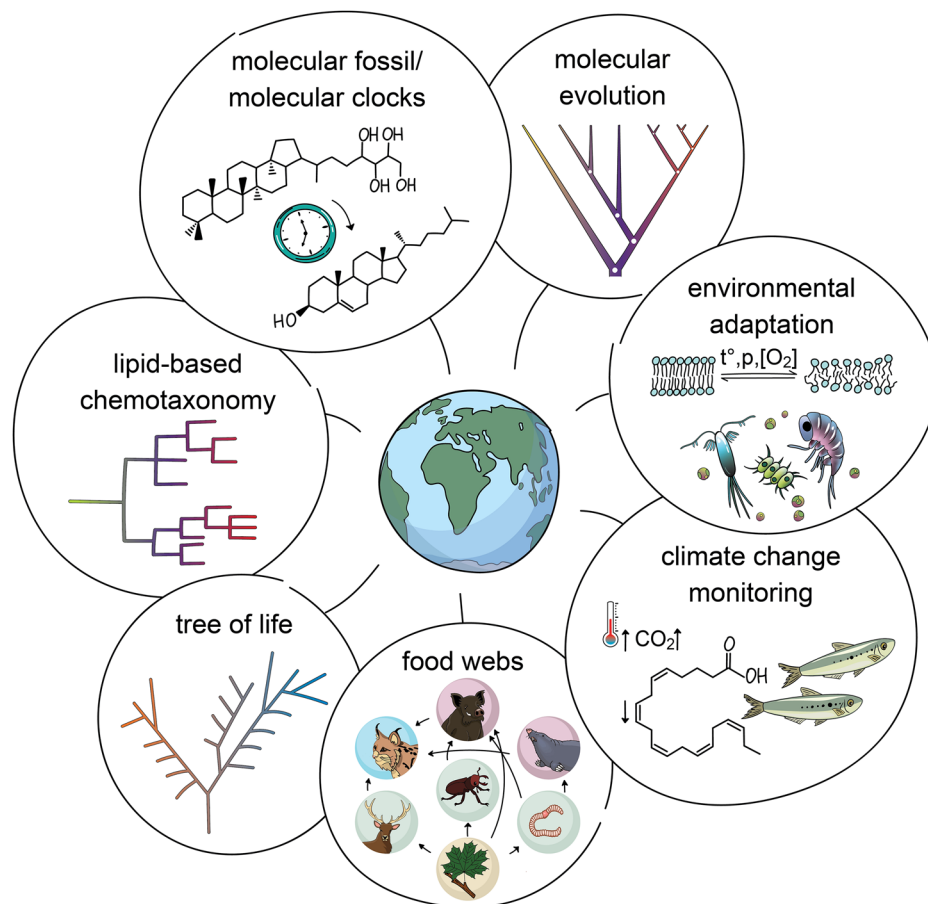 molecular fossil/
molecular clocks
OH
OH
OH
OH
HO
molecular
evolution
environmental
adaptation
t°,p,[O₂]
lipid-based
chemotaxonomy
climate change
monitoring
↑ CO₂↑
O
OH
↓
tree of life
food webs